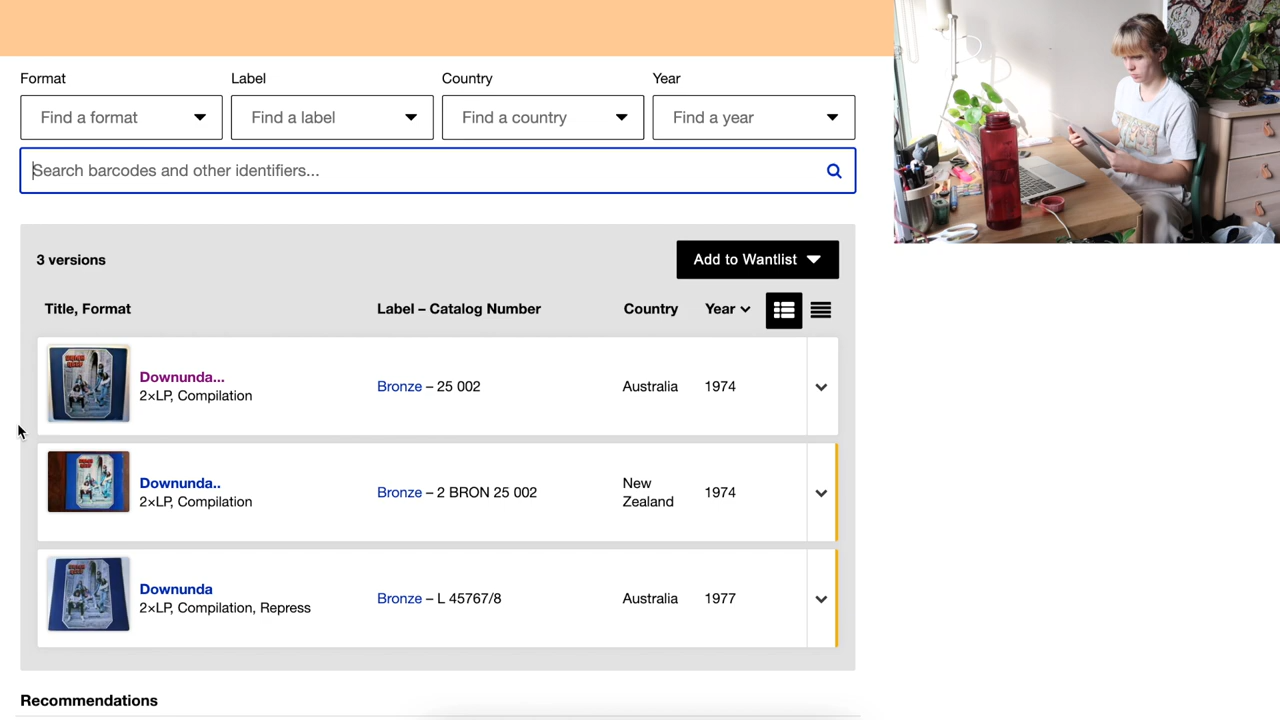 Format Label Country Year
Find a format Find a label Find a country Find a year
Search barcodes and other identifiers...
3 versions Add to Wantlist
Title, Format Label – Catalog Number Country Year
Downunda... Bronze – 25 002 Australia 1974
2×LP, Compilation
Downunda.. Bronze – 2 BRON 25 002 New Zealand 1974
2×LP, Compilation
Downunda Bronze – L 45767/8 Australia 1977
2×LP, Compilation, Repress
Recommendations